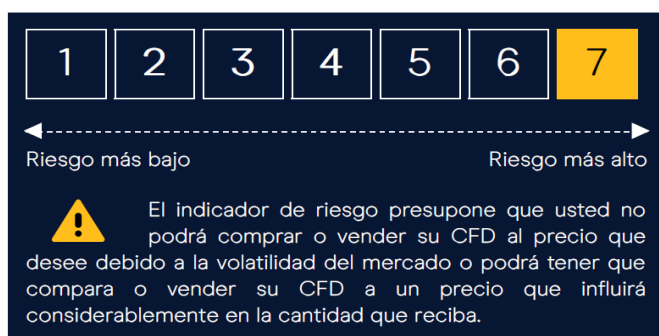 1 2 3 4 5 6 7
Riesgo más bajo Riesgo más alto
El indicador de riesgo presupone que usted no
podrá comprar o vender su CFD al precio que
desee debido a la volatilidad del mercado o podrá tener que
compara o vender su CFD a un precio que influirá
considerablemente en la cantidad que reciba.